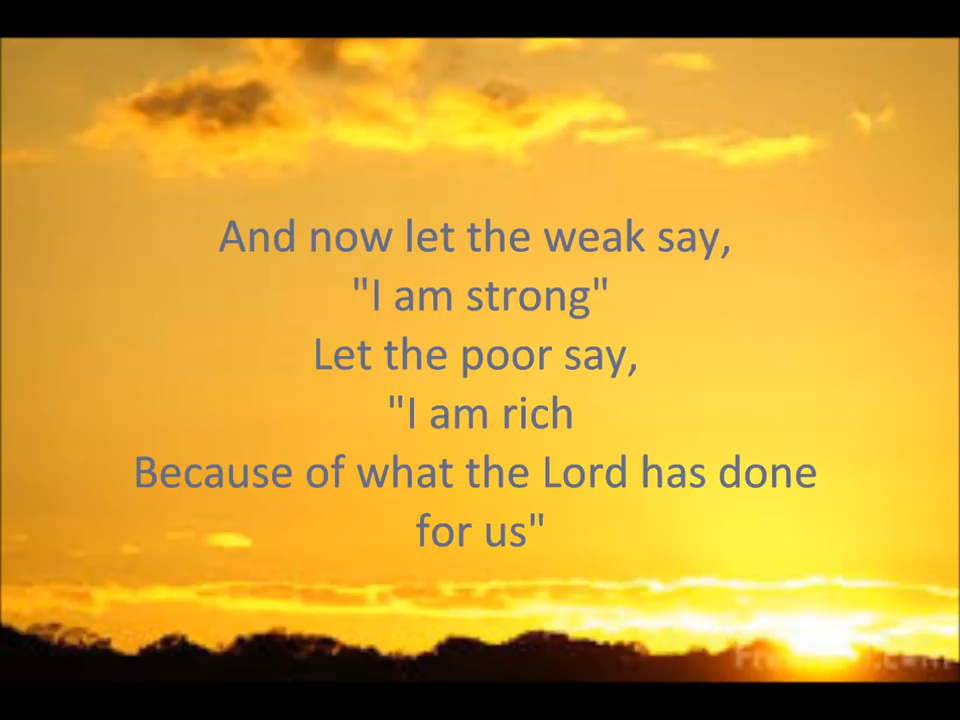 And now let the weak say,
"I am strong"
Let the poor say,
"I am rich
Because of what the Lord has done
for us"